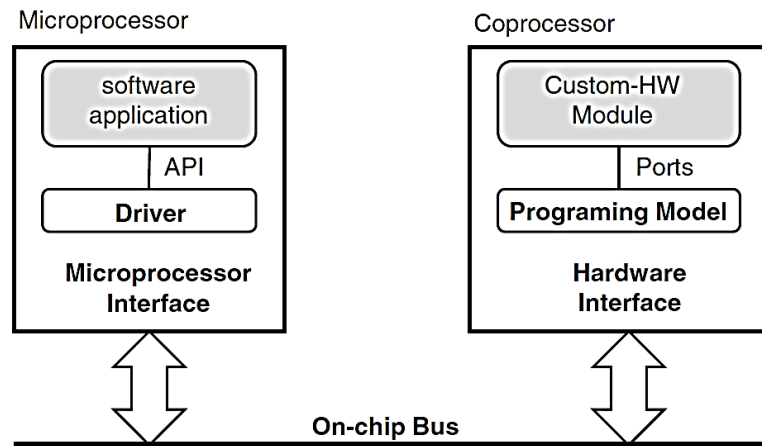 Microprocessor
software
application
API
Driver
Microprocessor
Interface
Coprocessor
Custom-HW
Module
Ports
Programing Model
Hardware
Interface
On-chip Bus